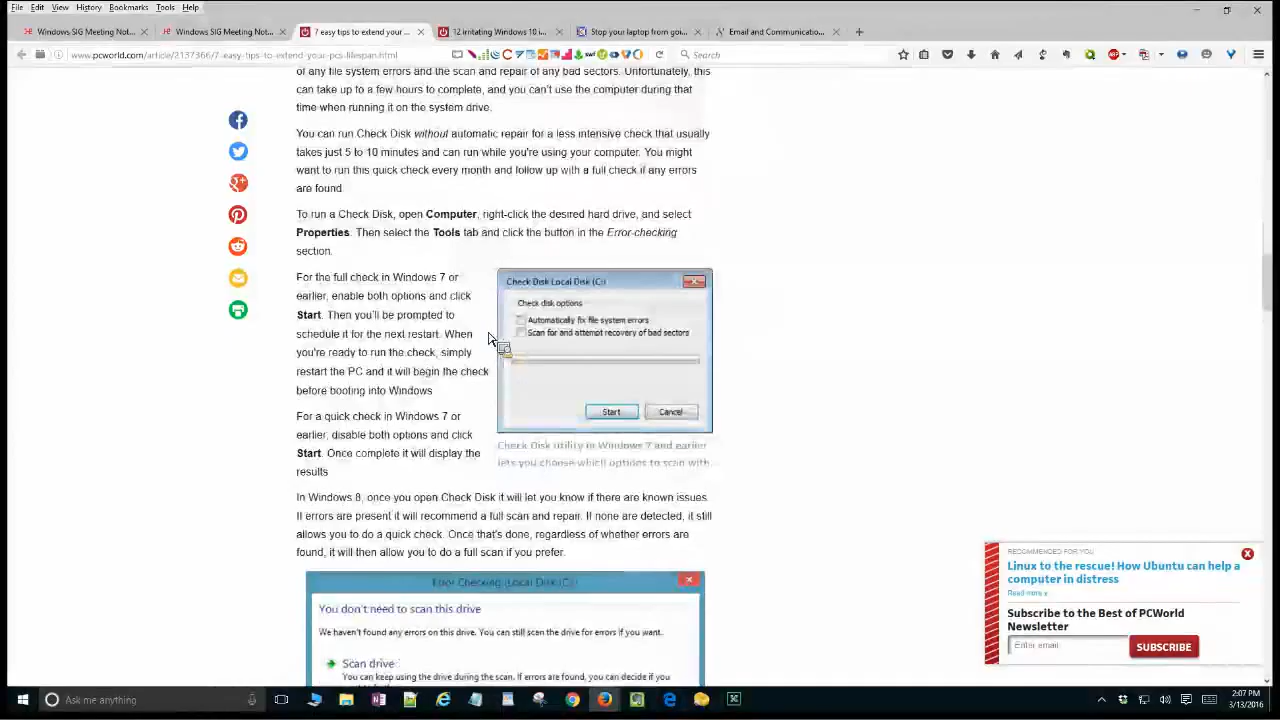 File Edit View History Bookmarks Tools Help
Windows SIG Meeting Not... Windows SIG Meeting Not... 7 easy tips to extend your ... 12 irritating Windows 10 i... Stop your laptop from goi... Email and Communicatio...
www.pcworld.com/article/2137366/7-easy-tips-to-extend-your-pcs-lifespan.html Search
of any file system errors and the scan and repair of any bad sectors. Unfortunately, this
can take up to a few hours to complete, and you can't use the computer during that
time when running it on the system drive.
You can run Check Disk without automatic repair for a less intensive check that usually
takes just 5 to 10 minutes and can run while you're using your computer. You might
want to run this quick check every month and follow up with a full check if any errors
are found.
To run a Check Disk, open Computer, right-click the desired hard drive, and select
Properties. Then select the Tools tab and click the button in the Error-checking
section.
For the full check in Windows 7 or
earlier, enable both options and click
Start. Then you'll be prompted to
schedule it for the next restart. When
you're ready to run the check, simply
restart the PC and it will begin the check
before booting into Windows
Check Disk Local Disk (C:)
Check disk options
Automatically fix file system errors
Scan for and attempt recovery of bad sectors
Start Cancel
Check Disk utility in Windows 7 and earlier
lets you choose which options to scan with.
For a quick check in Windows 7 or
earlier, disable both options and click
Start. Once complete it will display the
results
In Windows 8, once you open Check Disk it will let you know if there are known issues.
If errors are present it will recommend a full scan and repair. If none are detected, it still
allows you to do a quick check. Once that's done, regardless of whether errors are
found, it will then allow you to do a full scan if you prefer.
Error Checking (Local Disk (C:))
You don't need to scan this drive
We haven't found any errors on this drive. You can still scan the drive for errors if you want.
Scan drive
You can keep using the drive during the scan. If errors are found, you can decide if you
RECOMMENDED FOR YOU
Linux to the rescue! How Ubuntu can help a
computer in distress
Read more »
Subscribe to the Best of PCWorld
Newsletter
Enter email SUBSCRIBE
Ask me anything
2:07 PM
3/13/2016